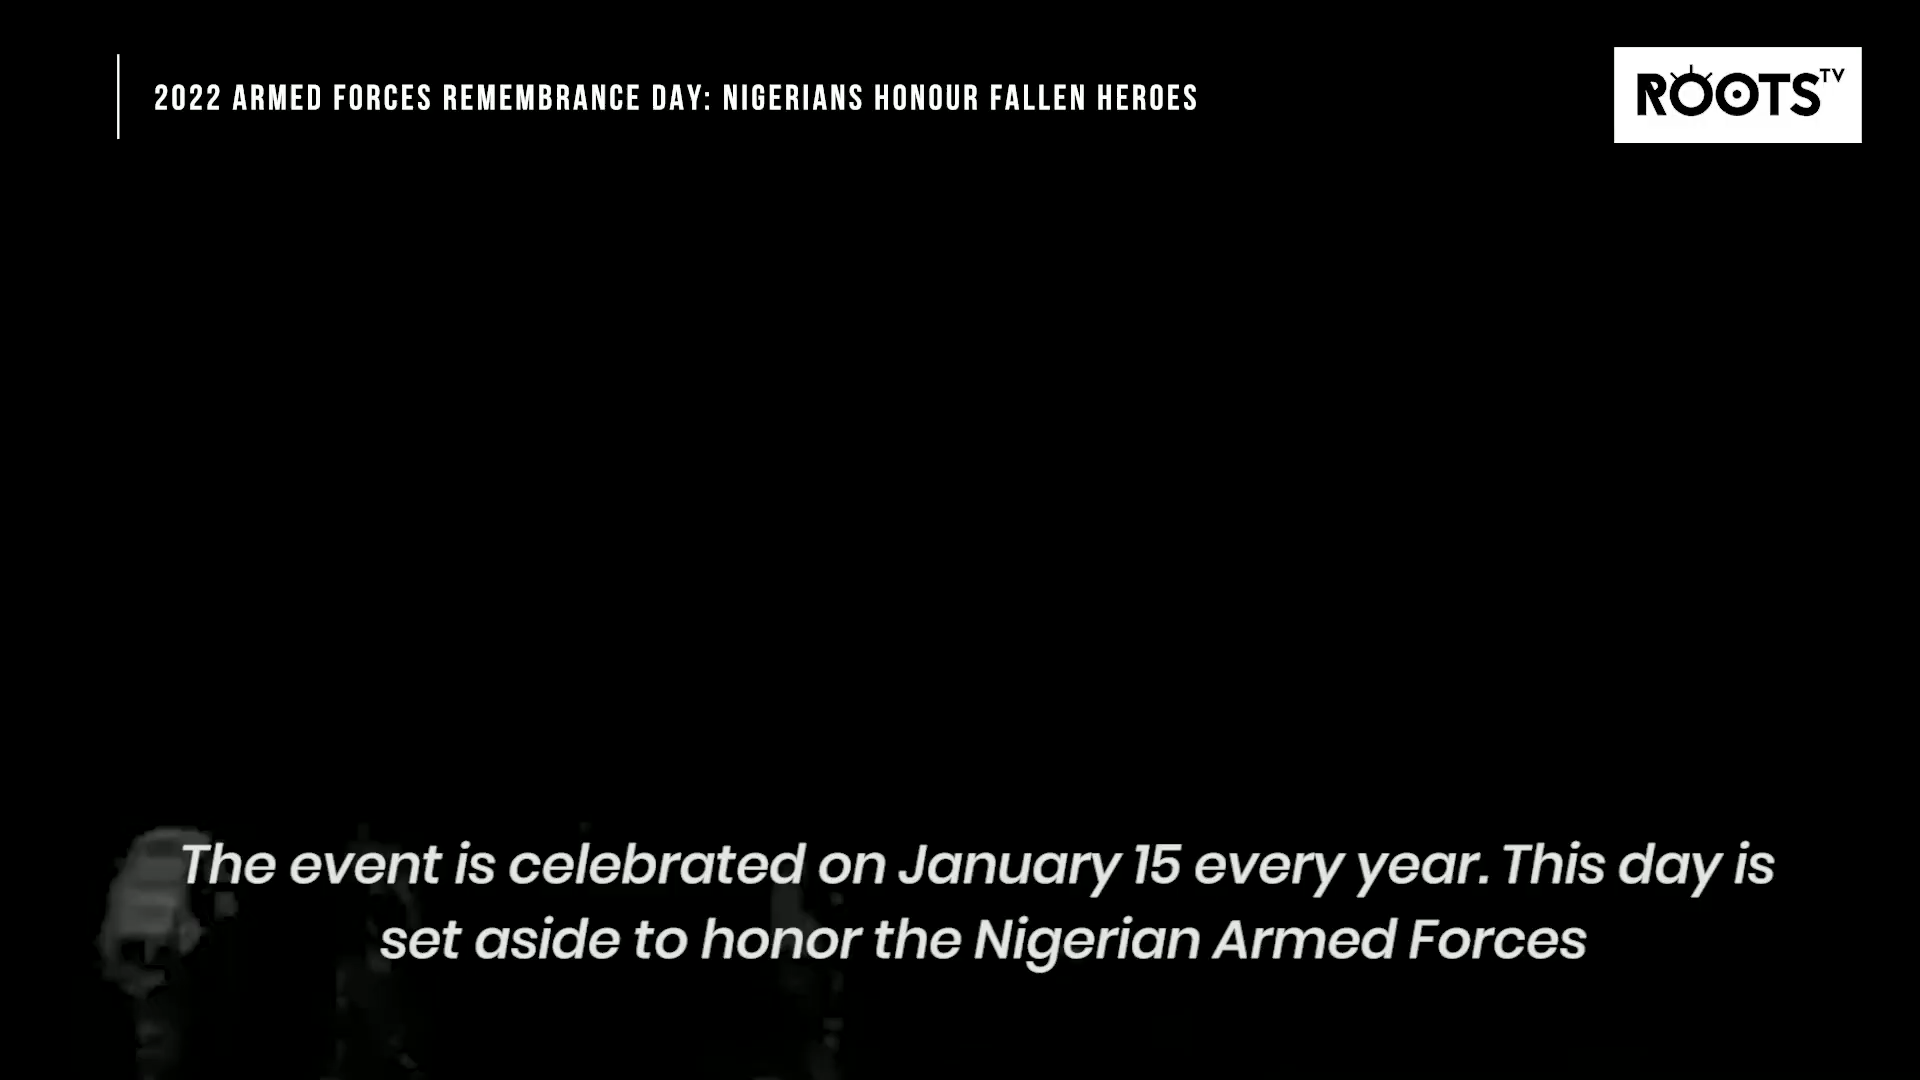 2022 ARMED FORCES REMEMBRANCE DAY: NIGERIANS HONOUR FALLEN HEROES
ROOTS TV
The event is celebrated on January 15 every year. This day is
set aside to honor the Nigerian Armed Forces